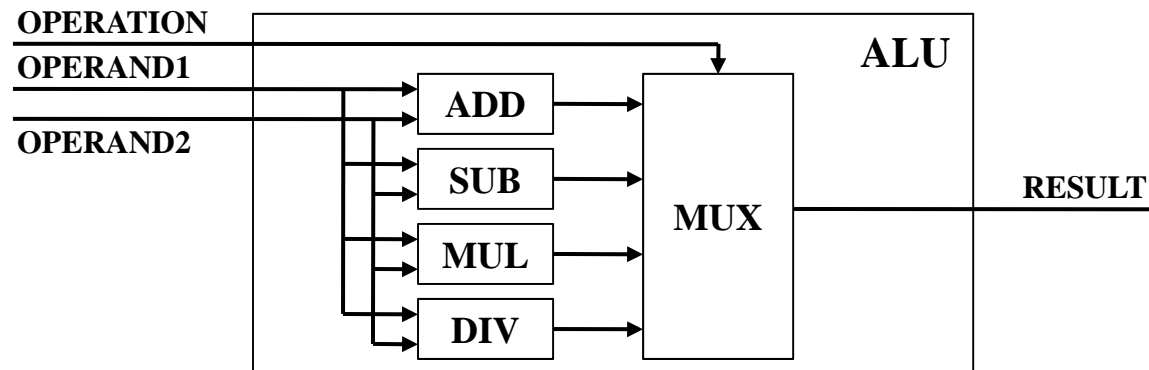 OPERATION
ALU
OPERAND1
ADD
OPERAND2
SUB
RESULT
MUX
MUL
DIV